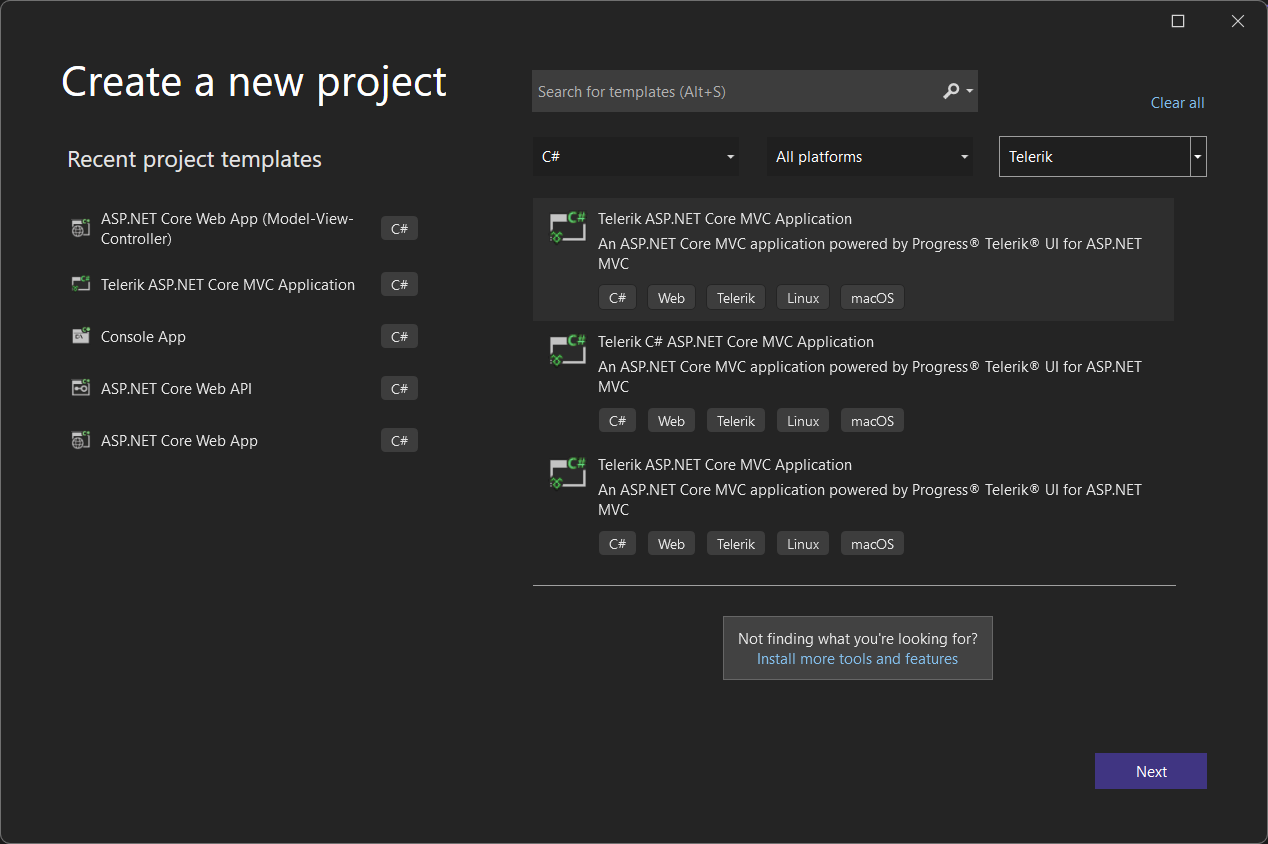 Create a new project
Recent project templates
ASP.NET Core Web App (Model-View-
Controller)
C#
Telerik ASP.NET Core MVC Application
C#
Console App
C#
ASP.NET Core Web API
C#
ASP.NET Core Web App
C#
Search for templates (Alt+S)
Clear all
C#
All platforms
Telerik
Telerik ASP.NET Core MVC Application
An ASP.NET Core MVC application powered by Progress® Telerik® UI for ASP.NET
MVC
C# Web Telerik Linux macOS
Telerik C# ASP.NET Core MVC Application
An ASP.NET Core MVC application powered by Progress® Telerik® UI for ASP.NET
MVC
C# Web Telerik Linux macOS
Telerik ASP.NET Core MVC Application
An ASP.NET Core MVC application powered by Progress® Telerik® UI for ASP.NET
MVC
C# Web Telerik Linux macOS
Not finding what you're looking for?
Install more tools and features
Next